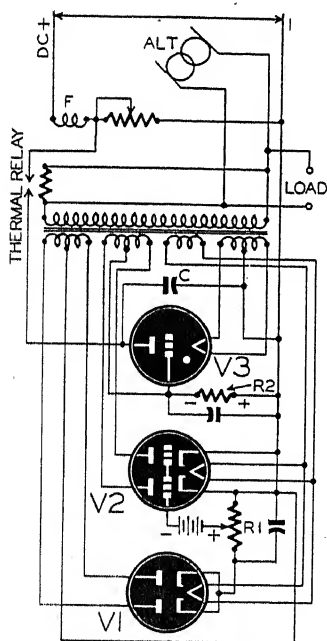 DC+
I
ALT
F
THERMAL RELAY
LOAD
C
V3
R2
- +
V2
R1
- +
V1